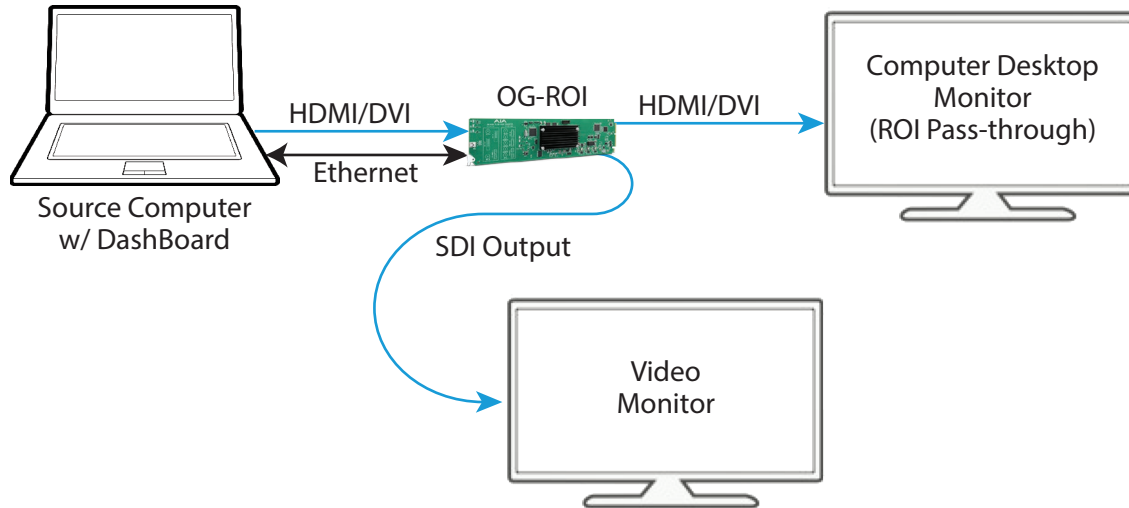 OG-ROI
HDMI/DVI
HDMI/DVI
Ethernet
Source Computer
w/ DashBoard
Computer Desktop
Monitor
(ROI Pass-through)
SDI Output
Video
Monitor
AJA